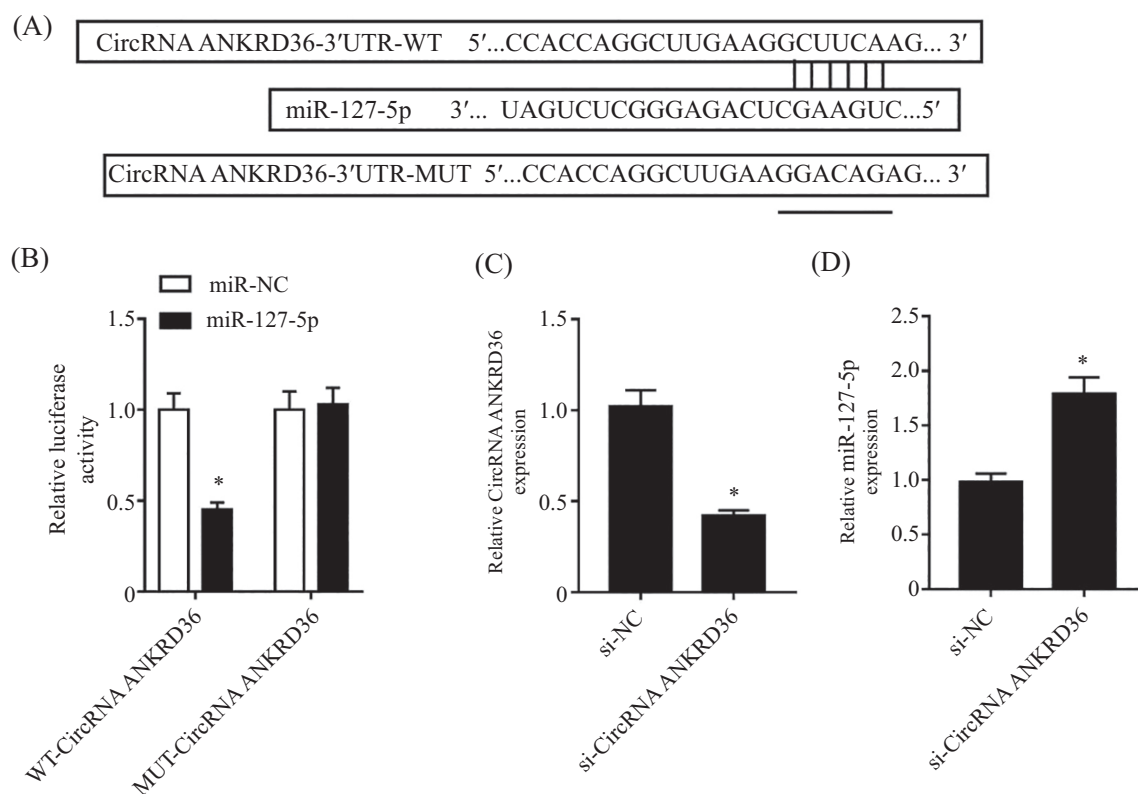 (A)
CircRNA ANKRD36-3′UTR-WT 5′...CCACCAGGCUUGAAGGCUUCAAG... 3′
miR-127-5p 3′... UAGUCUCGGGAGACUCGAAGUC...5′
CircRNA ANKRD36-3′UTR-MUT 5′...CCACCAGGCUUGAAGGACAGAG... 3′
(B)
miR-NC
miR-127-5p
Relative luciferase
activity
1.5
1.0
0.5
0
*
WT-CircRNA ANKRD36
MUT-CircRNA ANKRD36
(C)
Relative CircRNA ANKRD36
expression
1.5
1.0
0.5
0
*
si-NC
si-CircRNA ANKRD36
(D)
Relative miR-127-5p
expression
2.5
2.0
1.5
1.0
0.5
0
*
si-NC
si-CircRNA ANKRD36